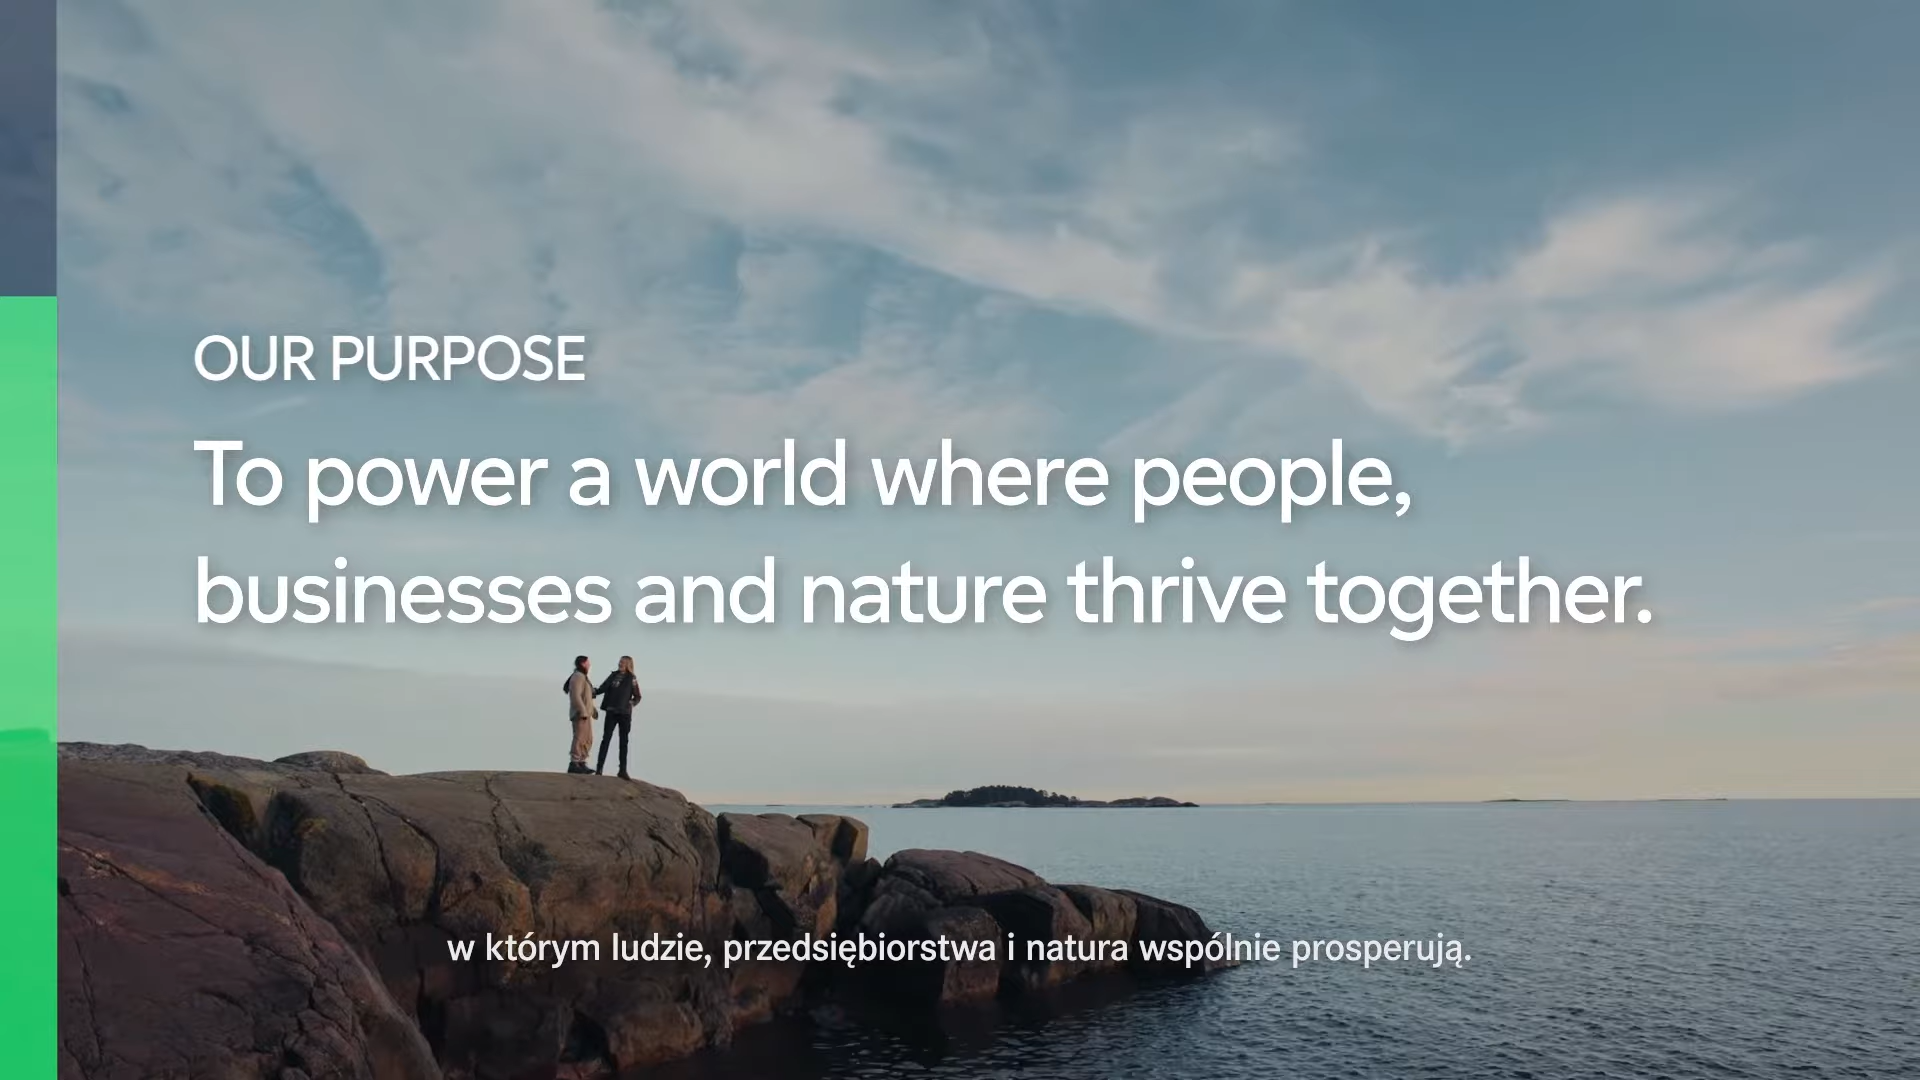 OUR PURPOSE
To power a world where people,
businesses and nature thrive together.
w którym ludzie, przedsiębiorstwa i natura wspólnie prosperują.